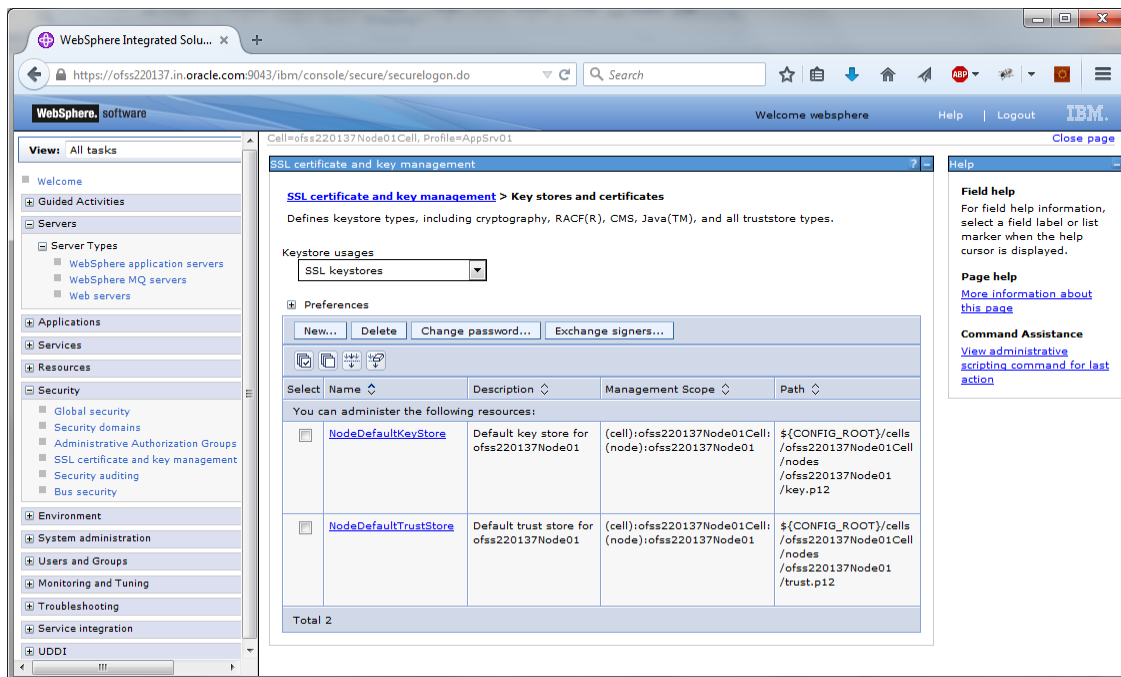 WebSphere Integrated Solu... × +
https://ofss220137.in.oracle.com:9043/ibm/console/secure/securelogon.do
Search
ABP
WebSphere. software
Welcome websphere
Help | Logout
IBM.
View: All tasks
Welcome
Guided Activities
Servers
Server Types
WebSphere application servers
WebSphere MQ servers
Web servers
Applications
Services
Resources
Security
Global security
Security domains
Administrative Authorization Groups
SSL certificate and key management
Security auditing
Bus security
Environment
System administration
Users and Groups
Monitoring and Tuning
Troubleshooting
Service integration
UDDI
Cell=ofss220137Node01Cell, Profile=AppSrv01
Close page
SSL certificate and key management ? -
SSL certificate and key management > Key stores and certificates
Defines keystore types, including cryptography, RACF(R), CMS, Java(TM), and all truststore types.
Keystore usages
SSL keystores
Preferences
New... Delete Change password... Exchange signers...
Select Name Description Management Scope Path
You can administer the following resources:
NodeDefaultKeyStore
Default key store for
ofss220137Node01
(cell):ofss220137Node01Cell:
(node):ofss220137Node01
${CONFIG_ROOT}/cells
/ofss220137Node01Cell
/nodes
/ofss220137Node01
/key.p12
NodeDefaultTrustStore
Default trust store for
ofss220137Node01
(cell):ofss220137Node01Cell:
(node):ofss220137Node01
${CONFIG_ROOT}/cells
/ofss220137Node01Cell
/nodes
/ofss220137Node01
/trust.p12
Total 2
Help
Field help
For field help information,
select a field label or list
marker when the help
cursor is displayed.
Page help
More information about
this page
Command Assistance
View administrative
scripting command for last
action